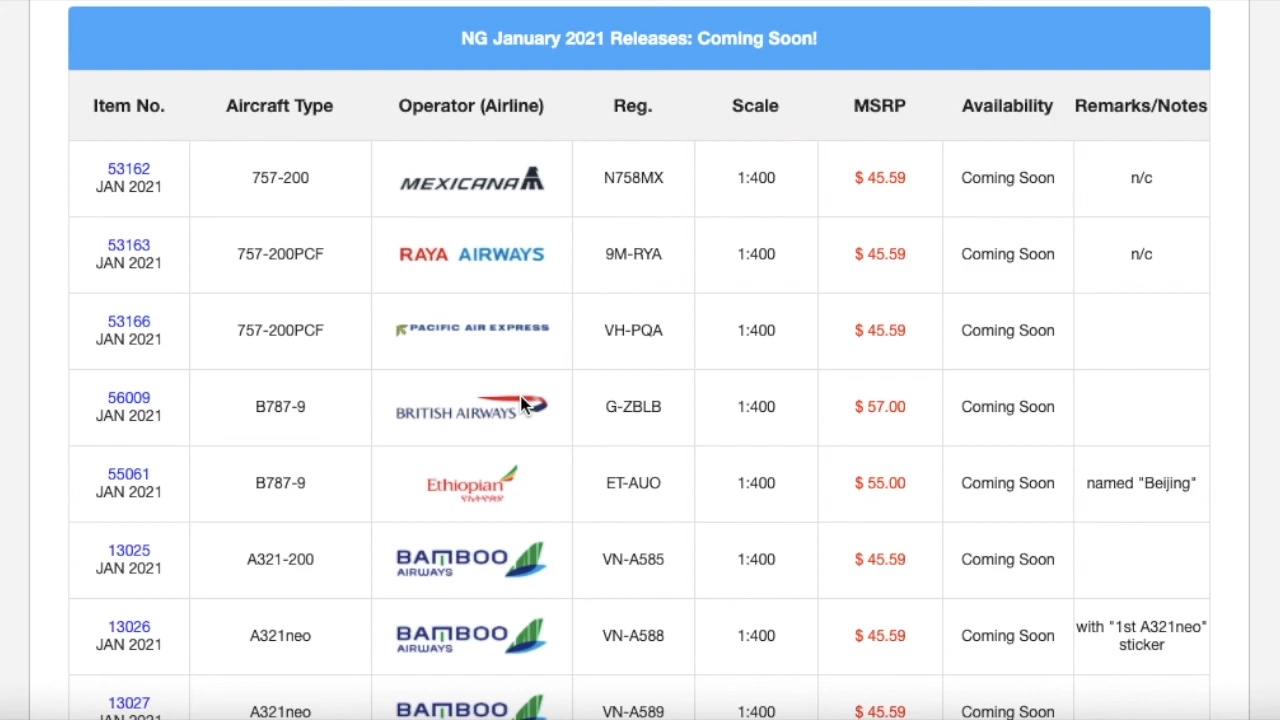 NG January 2021 Releases: Coming Soon!
Item No. Aircraft Type Operator (Airline) Reg. Scale MSRP Availability Remarks/Notes
53162
JAN 2021
757-200
MEXICANA
N758MX
1:400
$ 45.59
Coming Soon
n/c
53163
JAN 2021
757-200PCF
RAYA AIRWAYS
9M-RYA
1:400
$ 45.59
Coming Soon
n/c
53166
JAN 2021
757-200PCF
PACIFIC AIR EXPRESS
VH-PQA
1:400
$ 45.59
Coming Soon
56009
JAN 2021
B787-9
BRITISH AIRWAYS
G-ZBLB
1:400
$ 57.00
Coming Soon
55061
JAN 2021
B787-9
Ethiopian
የኢትዮጵያ
ET-AUO
1:400
$ 55.00
Coming Soon
named "Beijing"
13025
JAN 2021
A321-200
BAMBOO
AIRWAYS
VN-A585
1:400
$ 45.59
Coming Soon
13026
JAN 2021
A321neo
BAMBOO
AIRWAYS
VN-A588
1:400
$ 45.59
Coming Soon
with "1st A321neo"
sticker
13027
JAN 2021
A321neo
BAMBOO
VN-A589
1:400
$ 45.59
Coming Soon